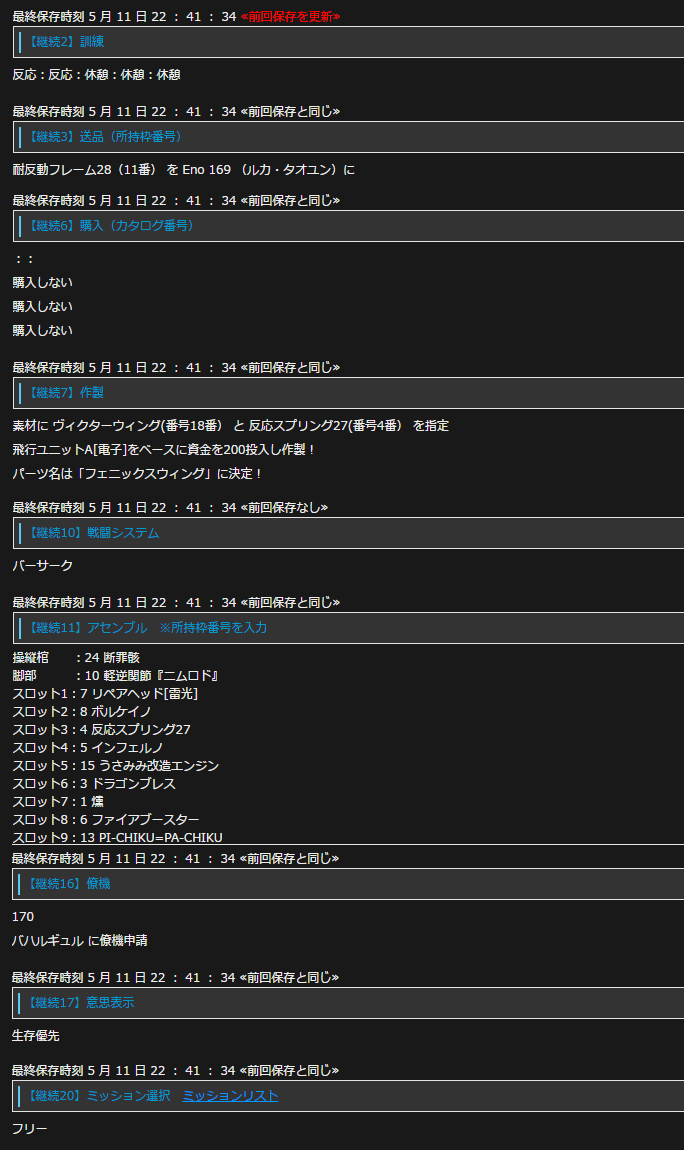 最終保存時刻 5 月 11 日 22 ： 41 ： 34 ≪前回保存を更新≫
【継続2】訓練
反応：反応：休憩：休憩：休憩
最終保存時刻 5 月 11 日 22 ： 41 ： 34 ≪前回保存と同じ≫
【継続3】送品（所持枠番号）
耐反動フレーム28（11番） を Eno 169 （ルカ・タオユン）に
最終保存時刻 5 月 11 日 22 ： 41 ： 34 ≪前回保存と同じ≫
【継続6】購入（カタログ番号）
：：
購入しない
購入しない
購入しない
最終保存時刻 5 月 11 日 22 ： 41 ： 34 ≪前回保存と同じ≫
【継続7】作製
素材に ヴィクターウィング(番号18番） と 反応スプリング27(番号4番） を指定
飛行ユニットA[電子]をベースに資金を200投入し作製！
パーツ名は「フェニックスウィング」に決定！
最終保存時刻 5 月 11 日 22 ： 41 ： 34 ≪前回保存なし≫
【継続10】戦闘システム
バーサーク
最終保存時刻 5 月 11 日 22 ： 41 ： 34 ≪前回保存と同じ≫
【継続11】アセンブル　※所持枠番号を入力
操縦棺　　：24 断罪骸
脚部　　　：10 軽逆関節『ニムロド』
スロット1：7 リペアヘッド[雷光]
スロット2：8 ボルケイノ
スロット3：4 反応スプリング27
スロット4：5 インフェルノ
スロット5：15 うさみみ改造エンジン
スロット6：3 ドラゴンブレス
スロット7：1 燻
スロット8：6 ファイアブースター
スロット9：13 PI-CHIKU=PA-CHIKU
最終保存時刻 5 月 11 日 22 ： 41 ： 34 ≪前回保存と同じ≫
【継続16】僚機
170
バハルギュル に僚機申請
最終保存時刻 5 月 11 日 22 ： 41 ： 34 ≪前回保存と同じ≫
【継続17】意思表示
生存優先
最終保存時刻 5 月 11 日 22 ： 41 ： 34 ≪前回保存と同じ≫
【継続20】ミッション選択　ミッションリスト
フリー